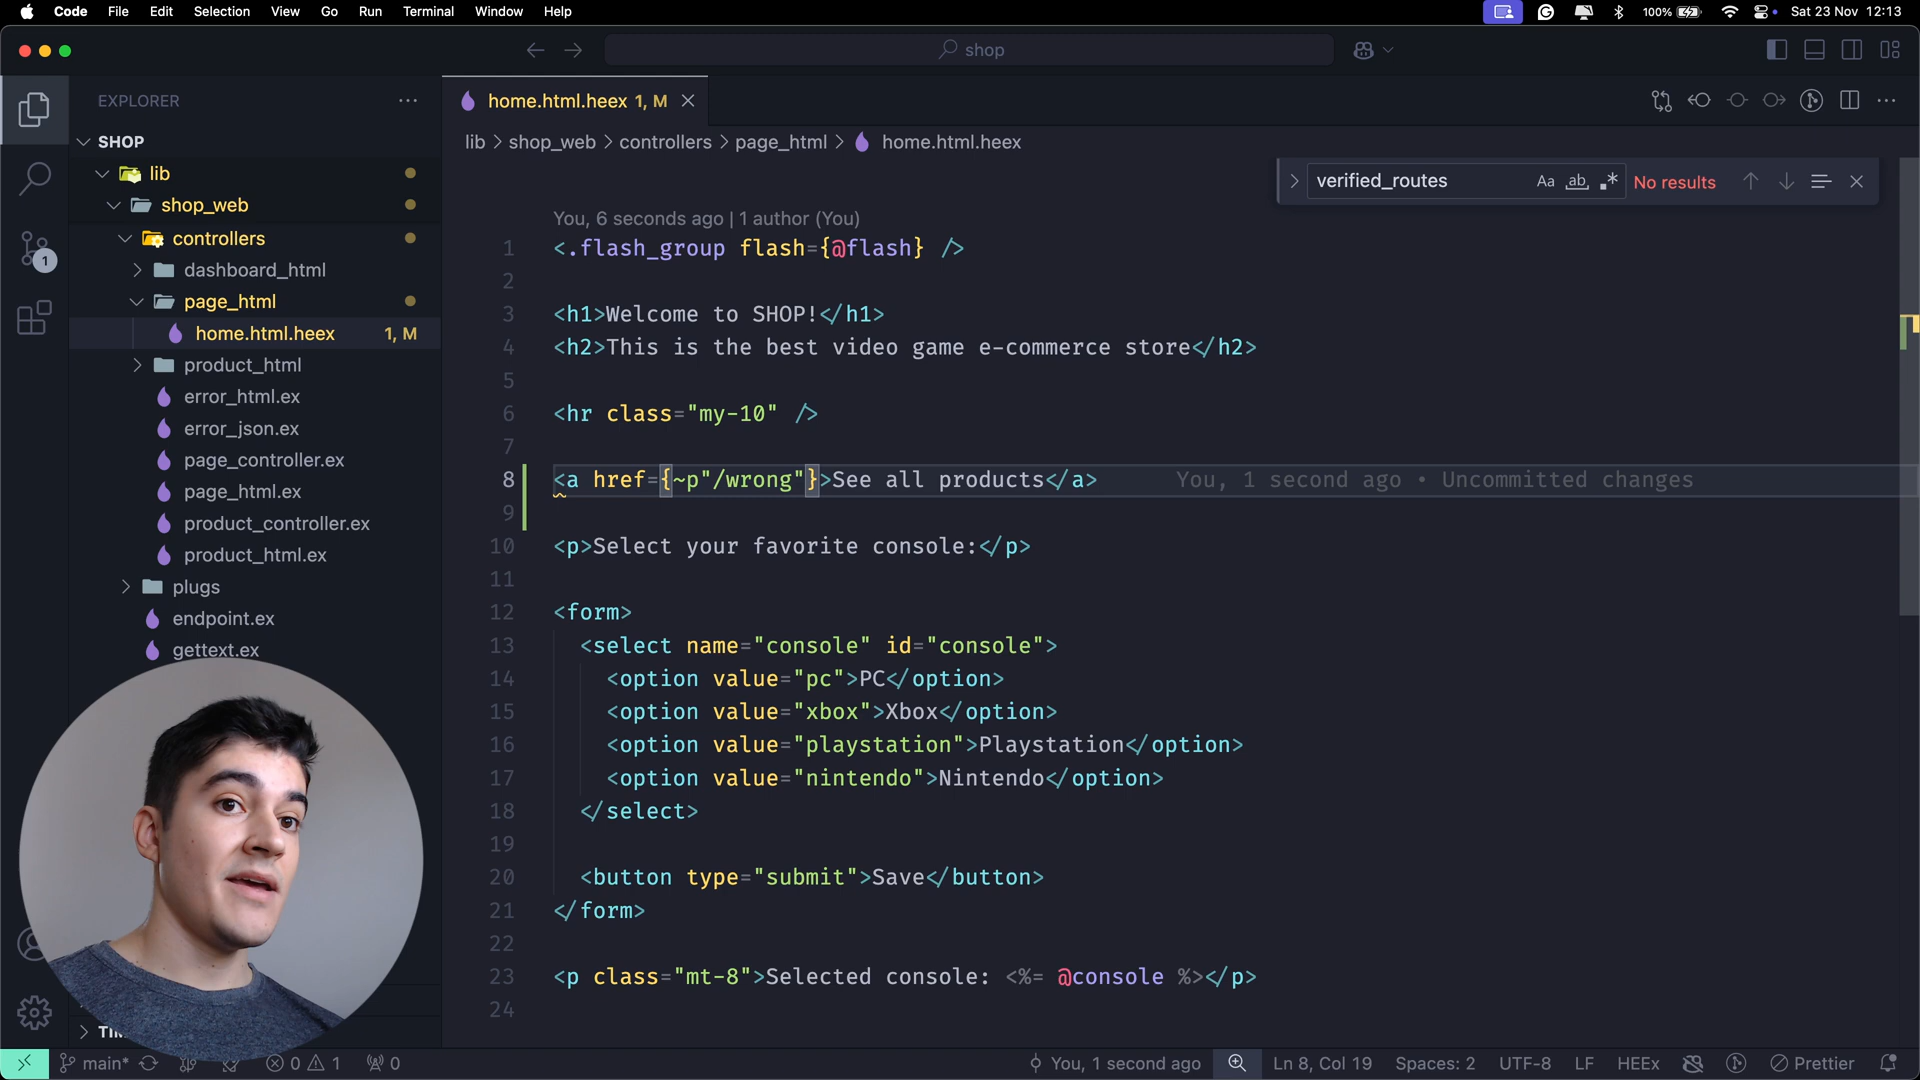 Code File Edit Selection View Go Run Terminal Window Help 100% Sat 23 Nov 12:13
shop
EXPLORER
SHOP
lib
shop_web
controllers
dashboard_html
page_html
home.html.heex 1, M
product_html
error_html.ex
error_json.ex
page_controller.ex
page_html.ex
product_controller.ex
product_html.ex
plugs
endpoint.ex
gettext.ex
1
home.html.heex 1, M
lib > shop_web > controllers > page_html > home.html.heex
verified_routes Aa ab .* No results
You, 6 seconds ago | 1 author (You)
1 <.flash_group flash={@flash} />
2
3 <h1>Welcome to SHOP!</h1>
4 <h2>This is the best video game e-commerce store</h2>
5
6 <hr class="my-10" />
7
8 <a href={~p"/wrong"}>See all products</a> You, 1 second ago • Uncommitted changes
9
10 <p>Select your favorite console:</p>
11
12 <form>
13 <select name="console" id="console">
14 <option value="pc">PC</option>
15 <option value="xbox">Xbox</option>
16 <option value="playstation">Playstation</option>
17 <option value="nintendo">Nintendo</option>
18 </select>
19
20 <button type="submit">Save</button>
21 </form>
22
23 <p class="mt-8">Selected console: <%= @console %></p>
24
main* 0 1 0 You, 1 second ago Ln 8, Col 19 Spaces: 2 UTF-8 LF HEEx Prettier